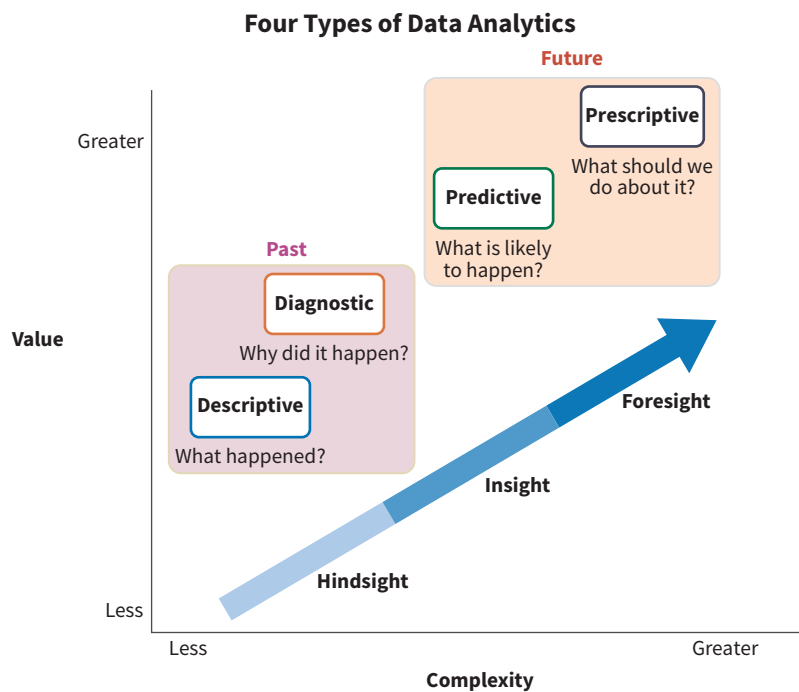 Four Types of Data Analytics
Future
Greater
Prescriptive
What should we
do about it?
Predictive
What is likely
to happen?
Past
Diagnostic
Why did it happen?
Value
Descriptive
What happened?
Foresight
Insight
Hindsight
Less
Less
Greater
Complexity